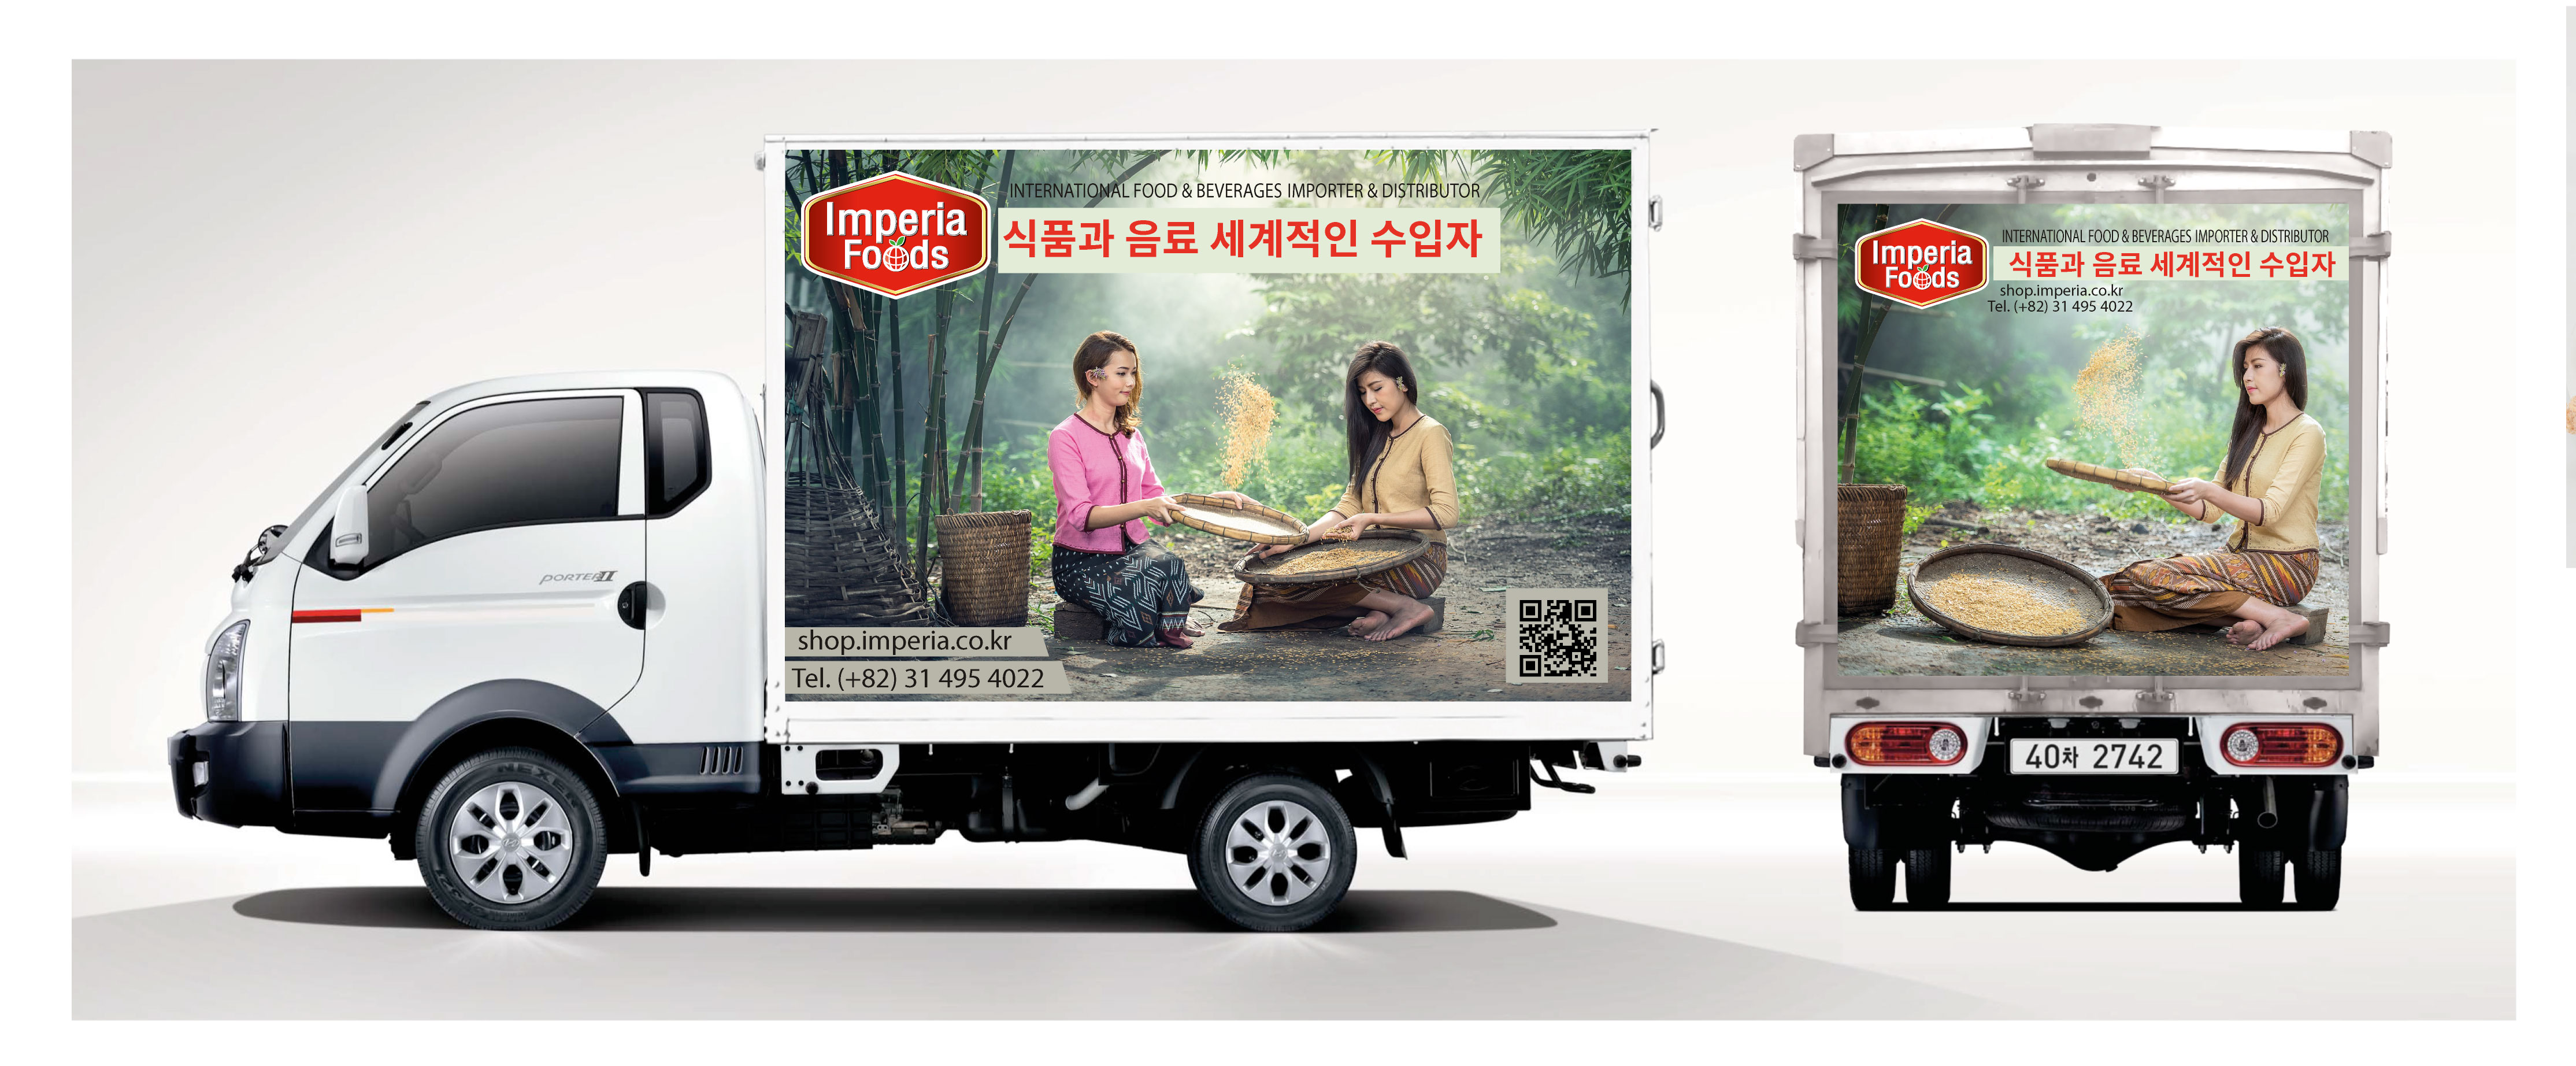 Imperia
Foods
INTERNATIONAL FOOD & BEVERAGES IMPORTER & DISTRIBUTOR
식품과 음료 세계적인 수입자
PORTER II
shop.imperia.co.kr
Tel. (+82) 31 495 4022
NEXEN
Imperia
Foods
INTERNATIONAL FOOD & BEVERAGES IMPORTER & DISTRIBUTOR
식품과 음료 세계적인 수입자
shop.imperia.co.kr
Tel. (+82) 31 495 4022
40차 2742